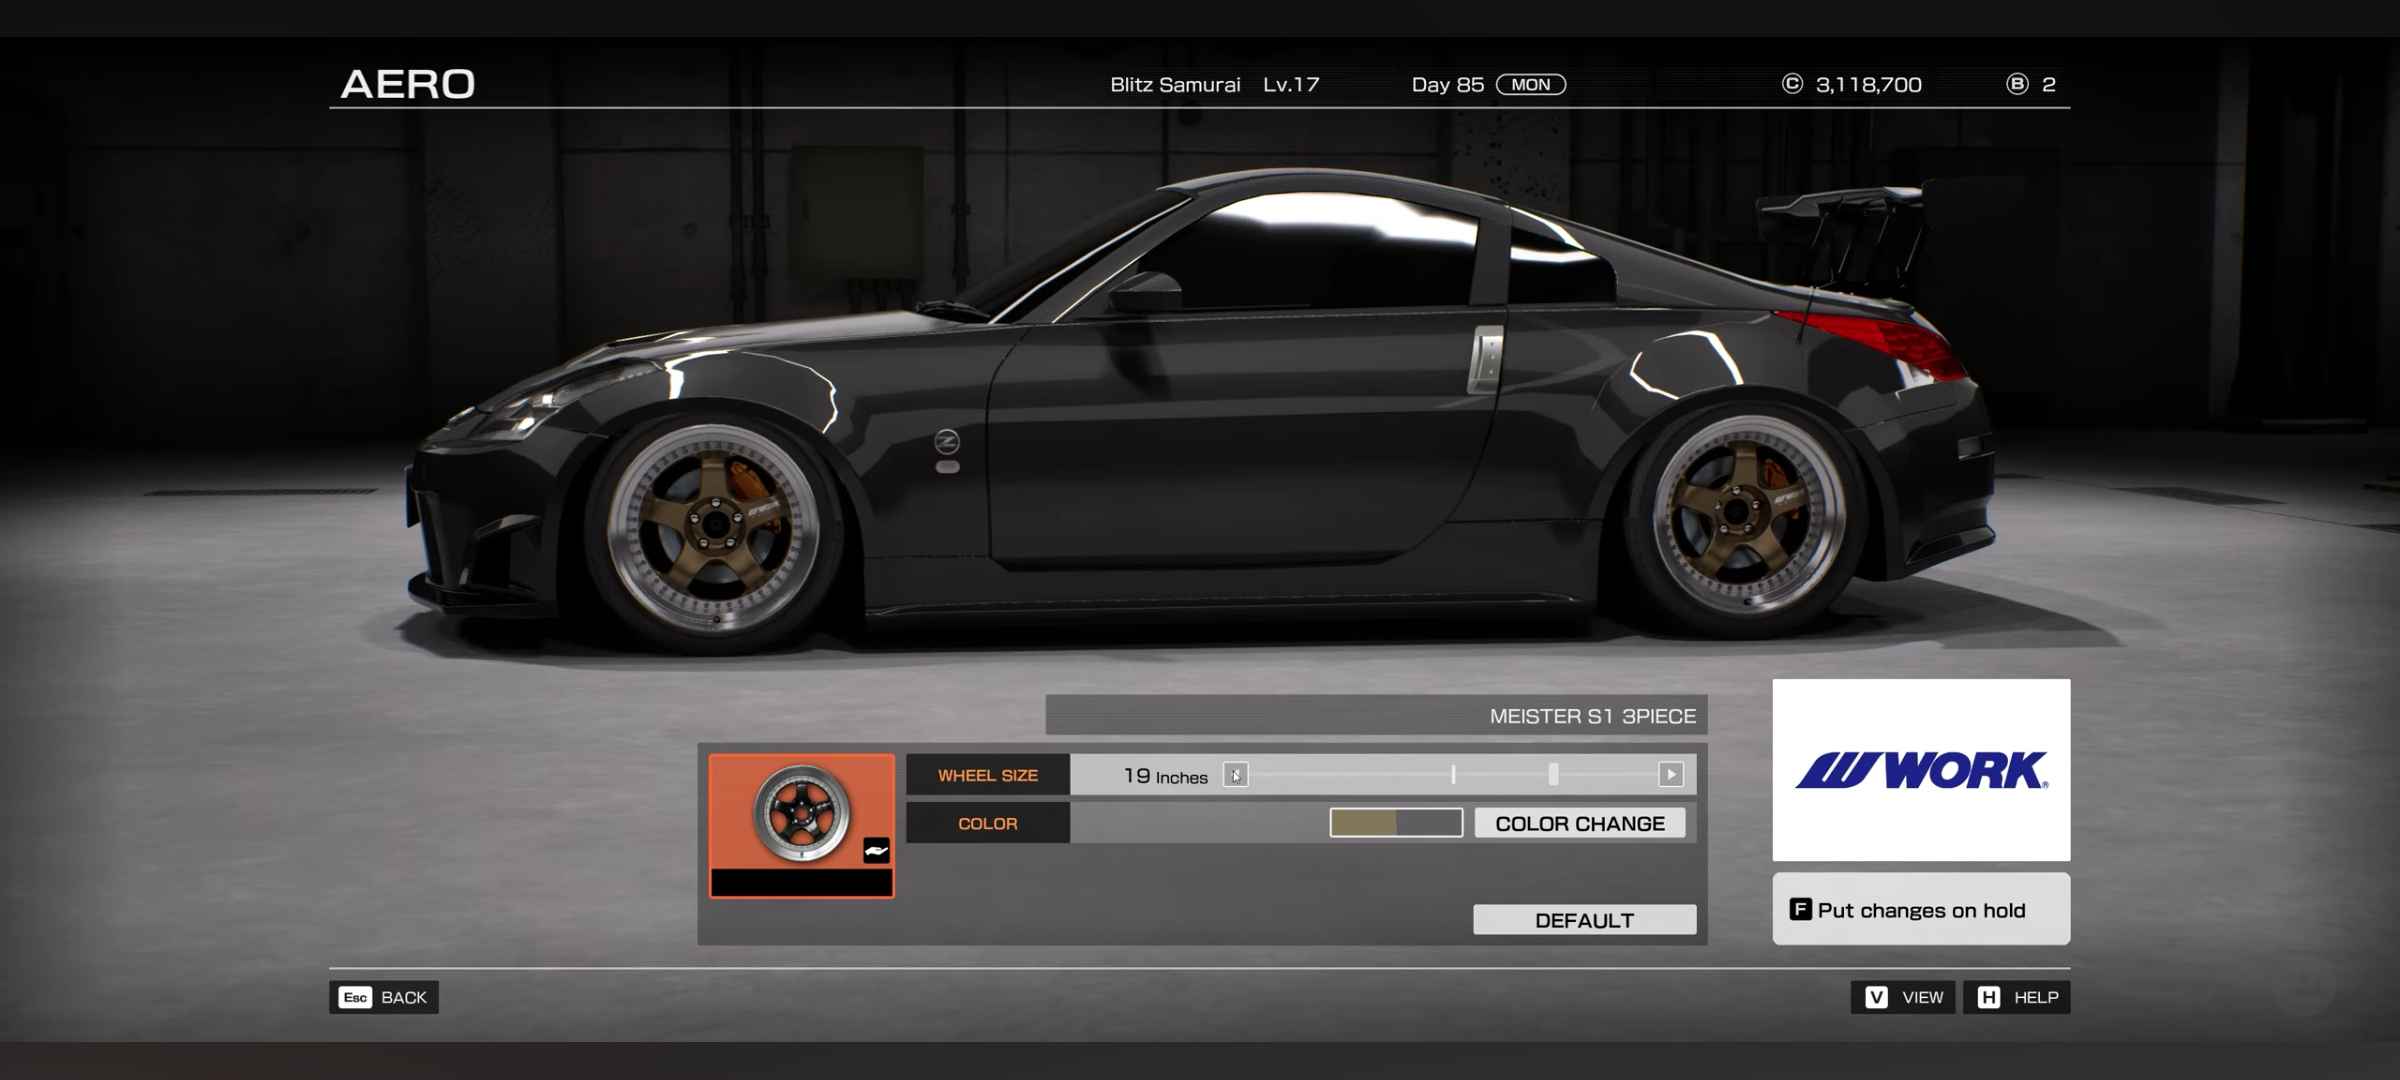 AERO
Blitz Samurai Lv.17 Day 85 MON C 3,118,700 B 2
Z
WORK
MEISTER S1 3PIECE
WHEEL SIZE 19 Inches
COLOR COLOR CHANGE
DEFAULT
WORK®
F Put changes on hold
Esc BACK
V VIEW H HELP